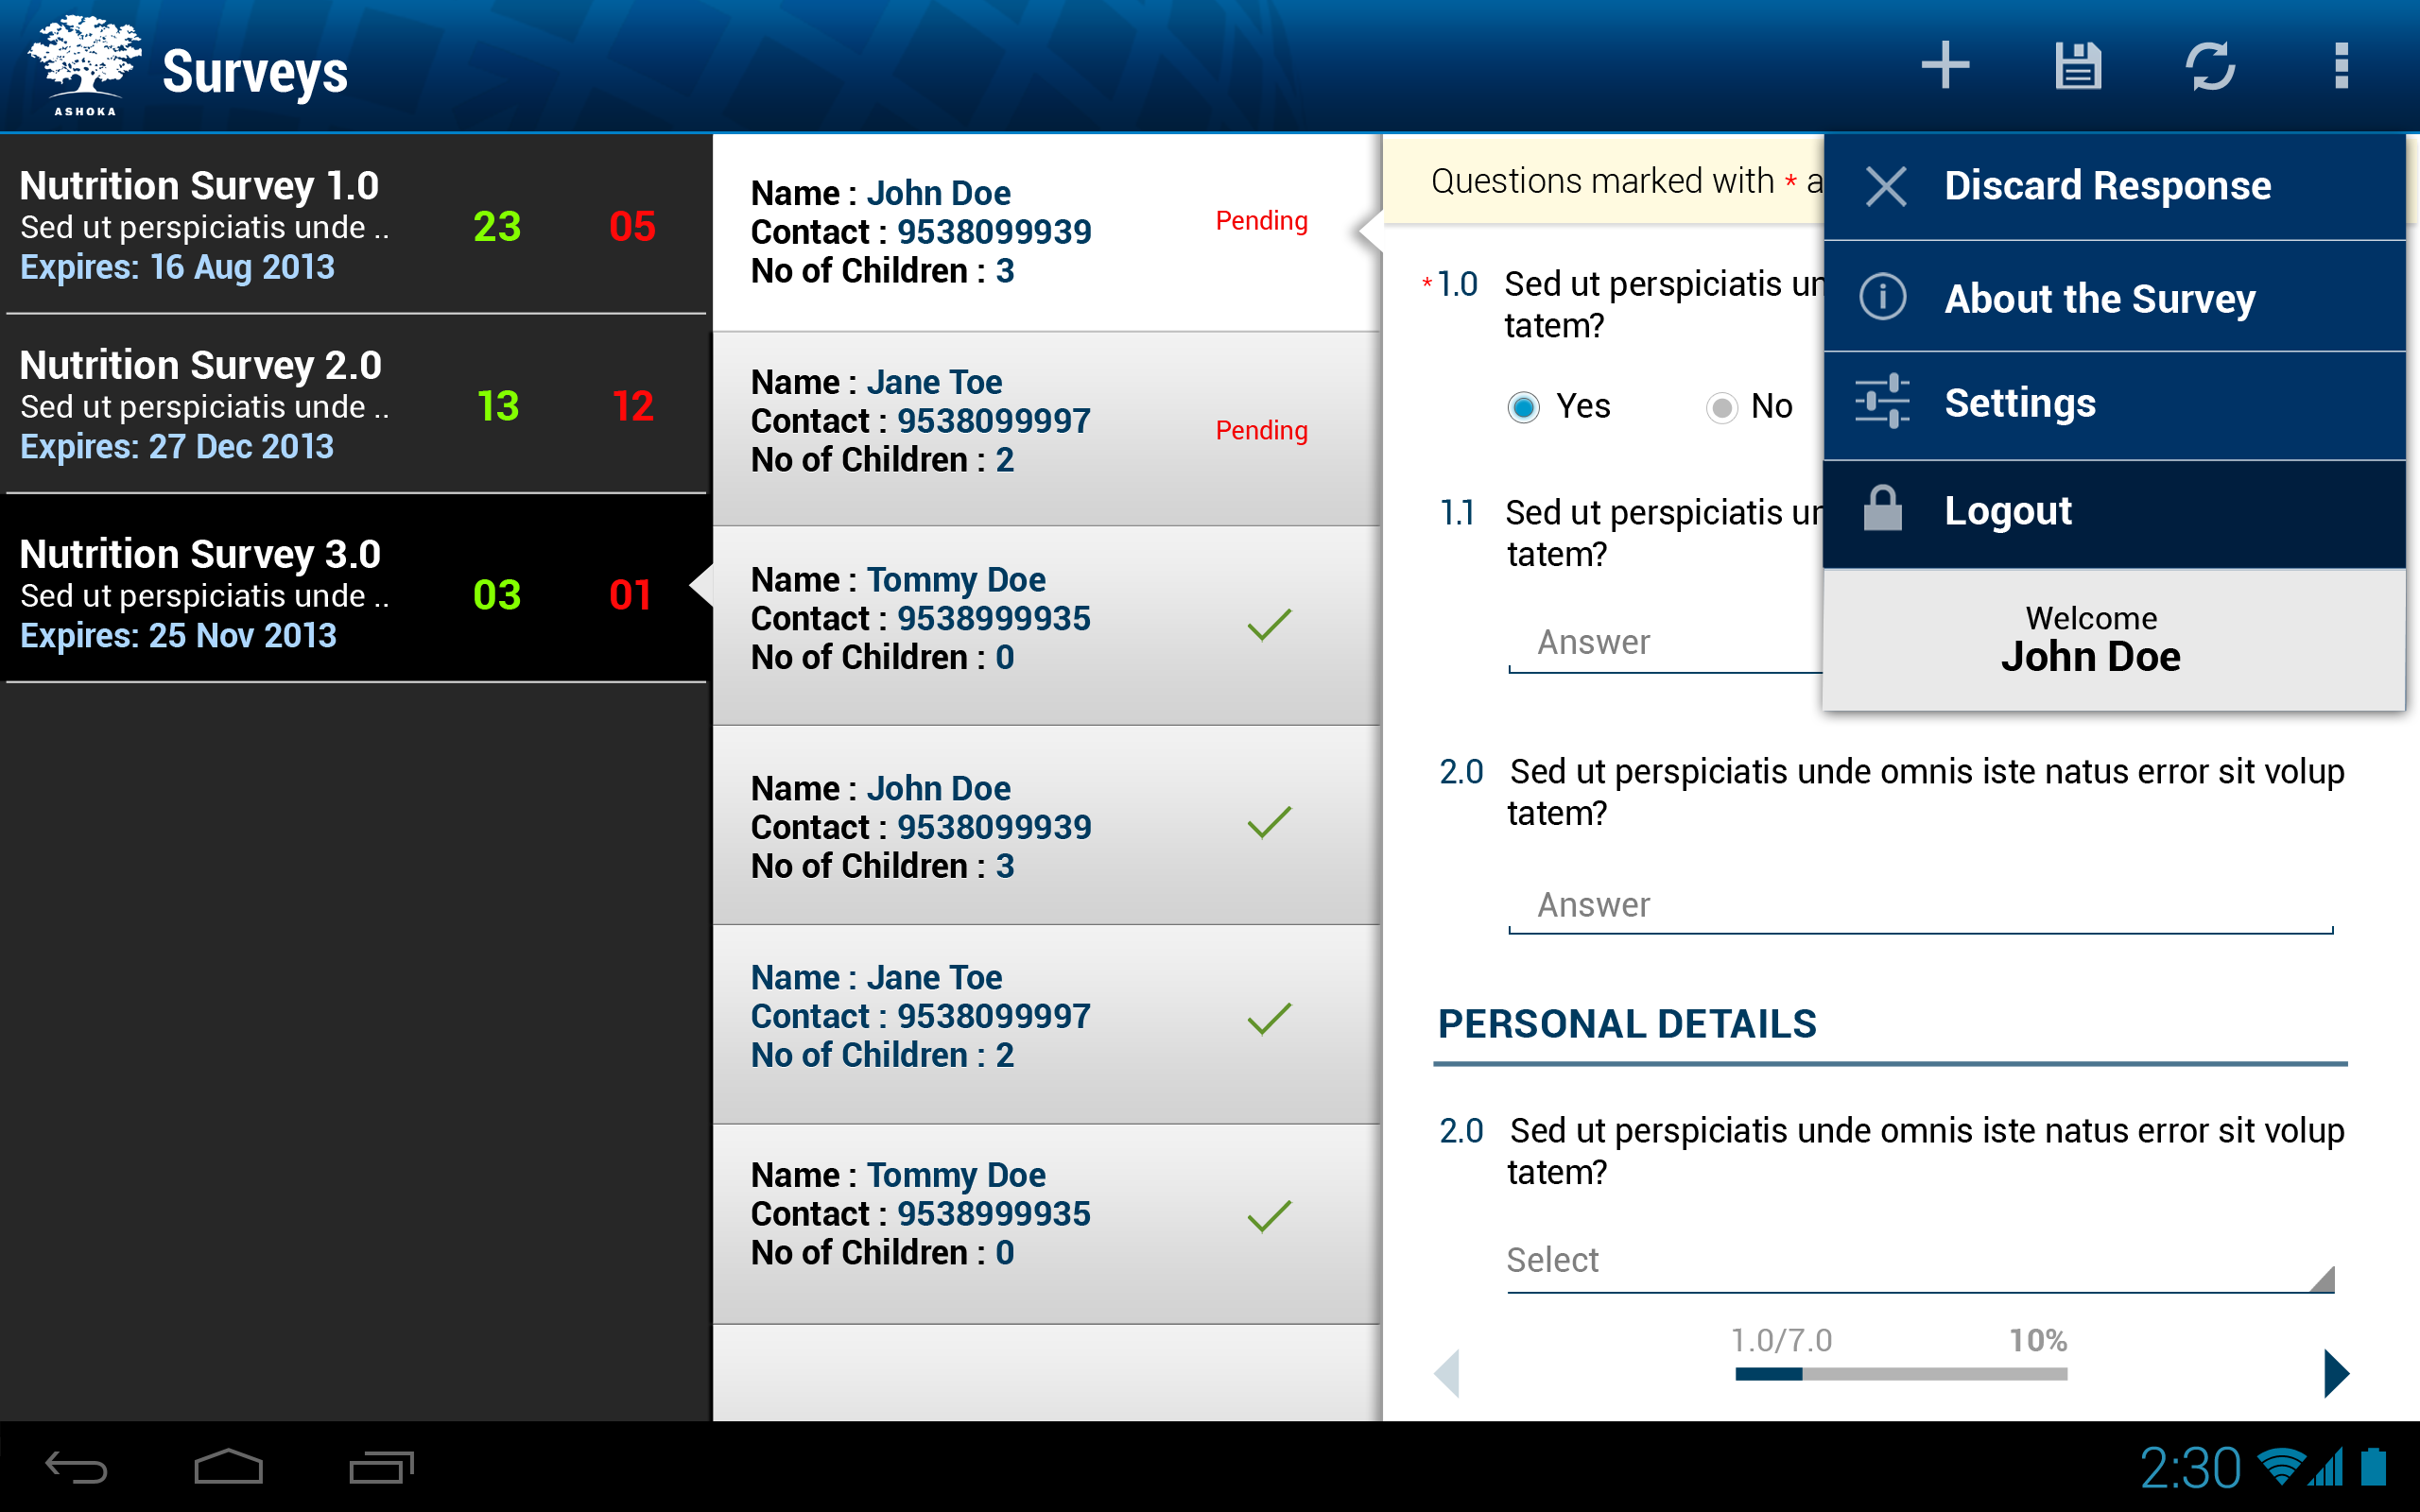 ASHOKA
Surveys
Nutrition Survey 1.0
Sed ut perspiciatis unde ..
23
05
Expires: 16 Aug 2013
Nutrition Survey 2.0
Sed ut perspiciatis unde ..
13
12
Expires: 27 Dec 2013
Nutrition Survey 3.0
Sed ut perspiciatis unde ..
03
01
Expires: 25 Nov 2013
Name : John Doe
Contact : 9538099939
No of Children : 3
Pending
Name : Jane Toe
Contact : 9538099997
No of Children : 2
Pending
Name : Tommy Doe
Contact : 9538999935
No of Children : 0
Name : John Doe
Contact : 9538099939
No of Children : 3
Name : Jane Toe
Contact : 9538099997
No of Children : 2
Name : Tommy Doe
Contact : 9538999935
No of Children : 0
Questions marked with * a
* 1.0 Sed ut perspiciatis un
tatem?
Yes No
1.1 Sed ut perspiciatis un
tatem?
Answer
2.0 Sed ut perspiciatis unde omnis iste natus error sit volup
tatem?
Answer
PERSONAL DETAILS
2.0 Sed ut perspiciatis unde omnis iste natus error sit volup
tatem?
Select
1.0/7.0 10%
Discard Response
About the Survey
Settings
Logout
Welcome
John Doe
2:30